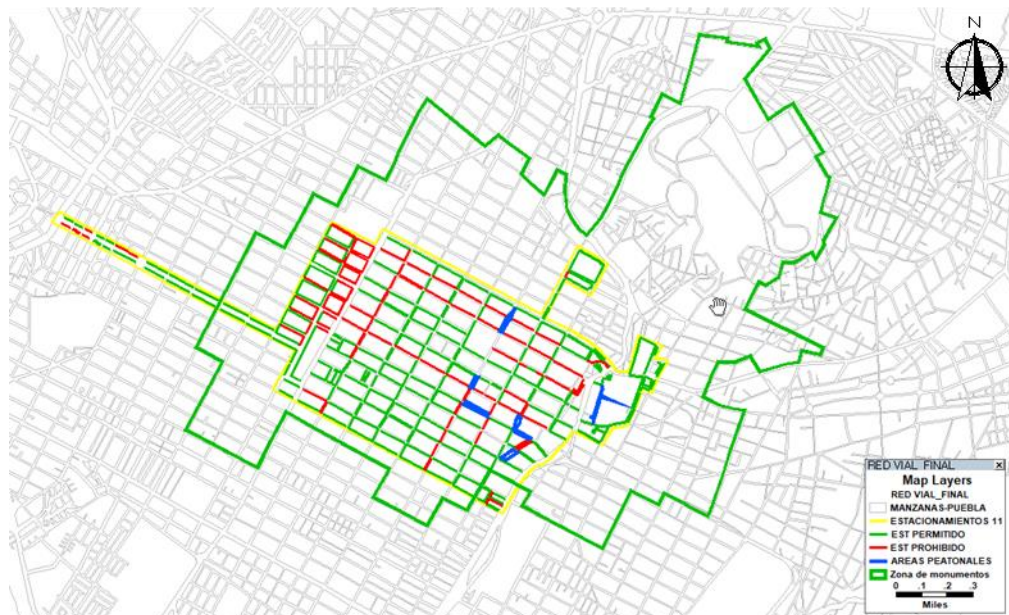 N
RED VIAL_FINAL
Map Layers
RED VIAL_FINAL
MANZANAS-PUEBLA
ESTACIONAMIENTOS 11
EST PERMITIDO
EST PROHIBIDO
AREAS PEATONALES
Zona de monumentos
0 .1 .2 .3
Miles